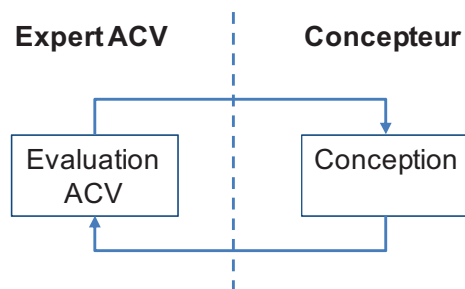 Expert ACV
Concepteur
Evaluation
ACV
Conception